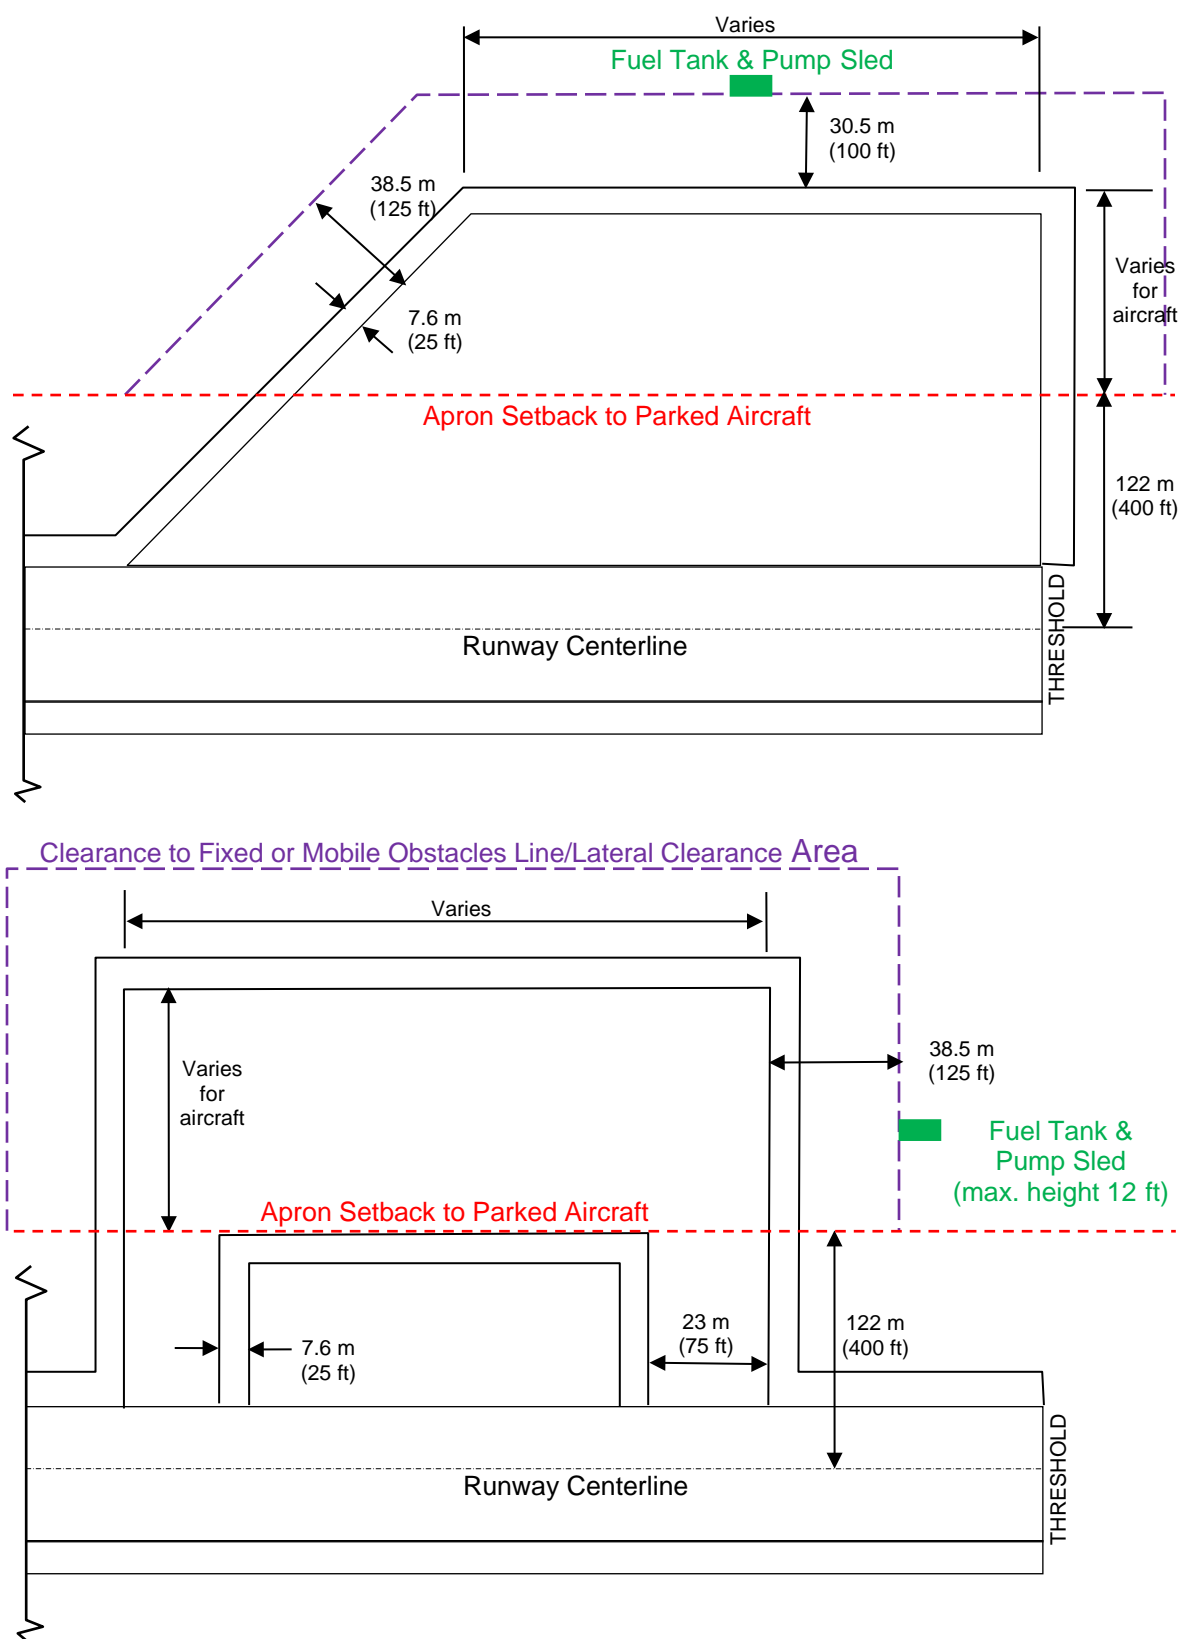 Varies
Fuel Tank & Pump Sled
30.5 m
(100 ft)
38.5 m
(125 ft)
Varies
for
aircraft
7.6 m
(25 ft)
Apron Setback to Parked Aircraft
122 m
(400 ft)
THRESHOLD
Runway Centerline
Clearance to Fixed or Mobile Obstacles Line/Lateral Clearance Area
Varies
38.5 m
(125 ft)
Varies
for
aircraft
Fuel Tank &
Pump Sled
(max. height 12 ft)
Apron Setback to Parked Aircraft
23 m
(75 ft)
122 m
(400 ft)
7.6 m
(25 ft)
THRESHOLD
Runway Centerline